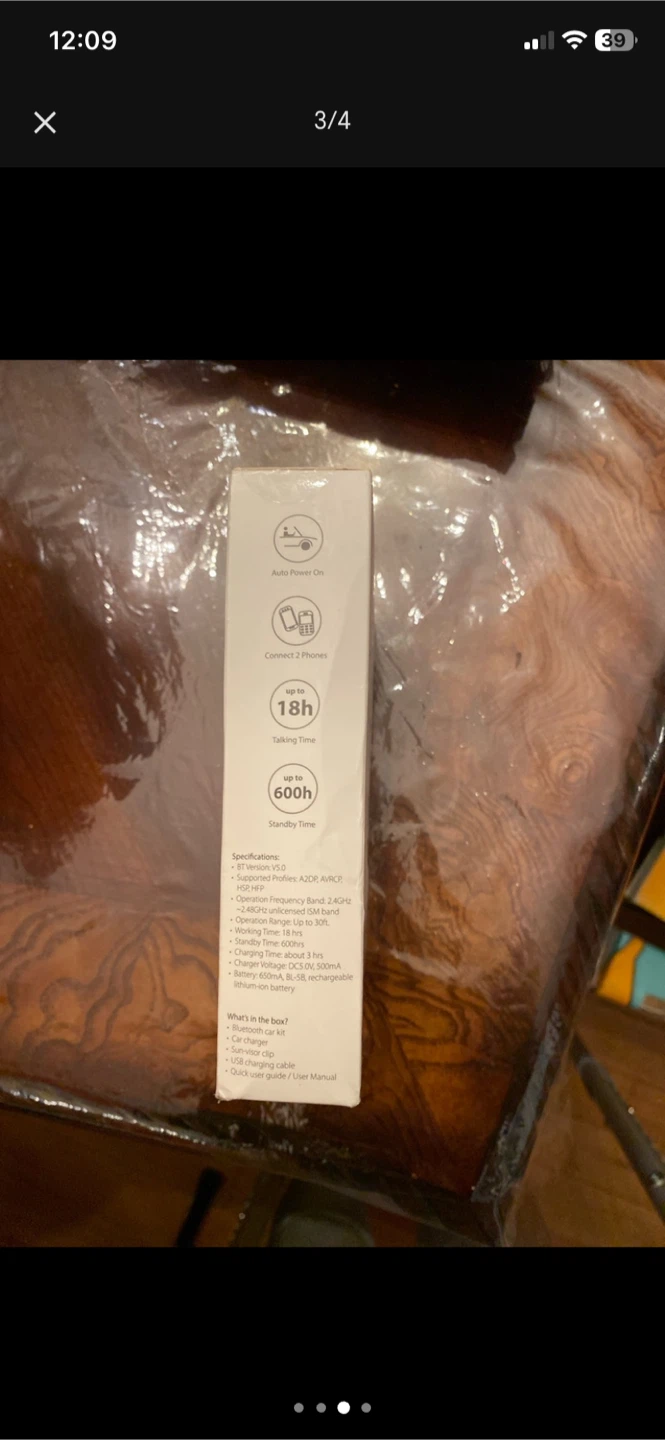 12:09
39
3/4
Auto Power On
Connect 2 Phones
up to
18h
Talking Time
up to
600h
Standby Time
Specifications:
• BT Version: V5.0
• Supported Profiles: A2DP, AVRCP,
HSP, HFP
• Operation Frequency Band: 2.4GHz
~2.48GHz unlicensed ISM band
• Operation Range: Up to 30ft.
• Working Time: 18 hrs
• Standby Time: 600hrs
• Charging Time: about 3 hrs
• Charger Voltage: DC5.0V, 500mA
• Battery: 650mA, BL-5B, rechargeable
lithium-ion battery
What's in the box?
• Bluetooth car kit
• Car charger
• Sun-visor clip
• USB charging cable
• Quick user guide / User Manual